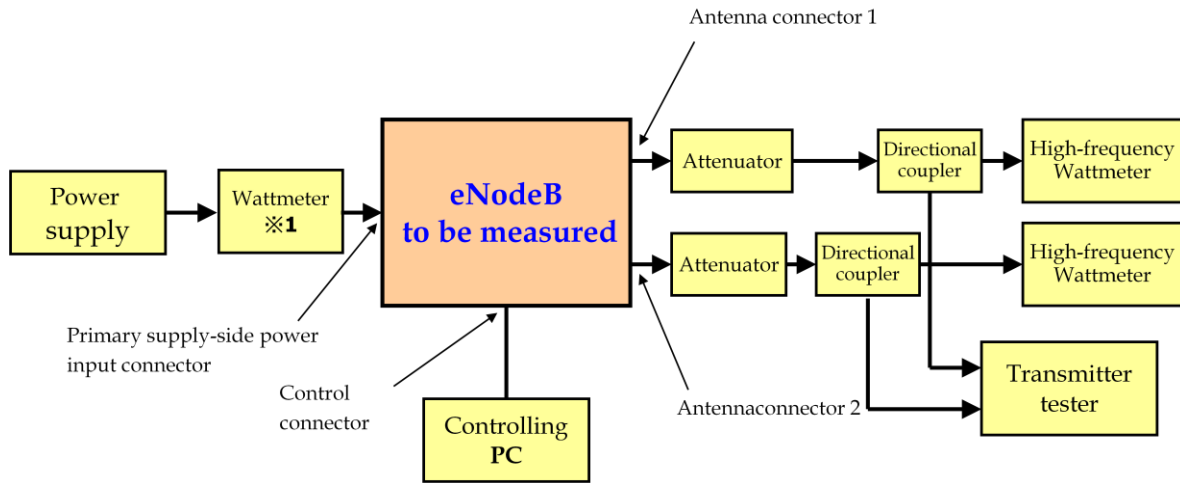 Antenna connector 1
Power
supply
Wattmeter
※1
eNodeB
to be measured
Attenuator
Directional
coupler
High-frequency
Wattmeter
Attenuator
Directional
coupler
High-frequency
Wattmeter
Primary supply-side power
input connector
Control
connector
Controlling
PC
Antennaconnector 2
Transmitter
tester